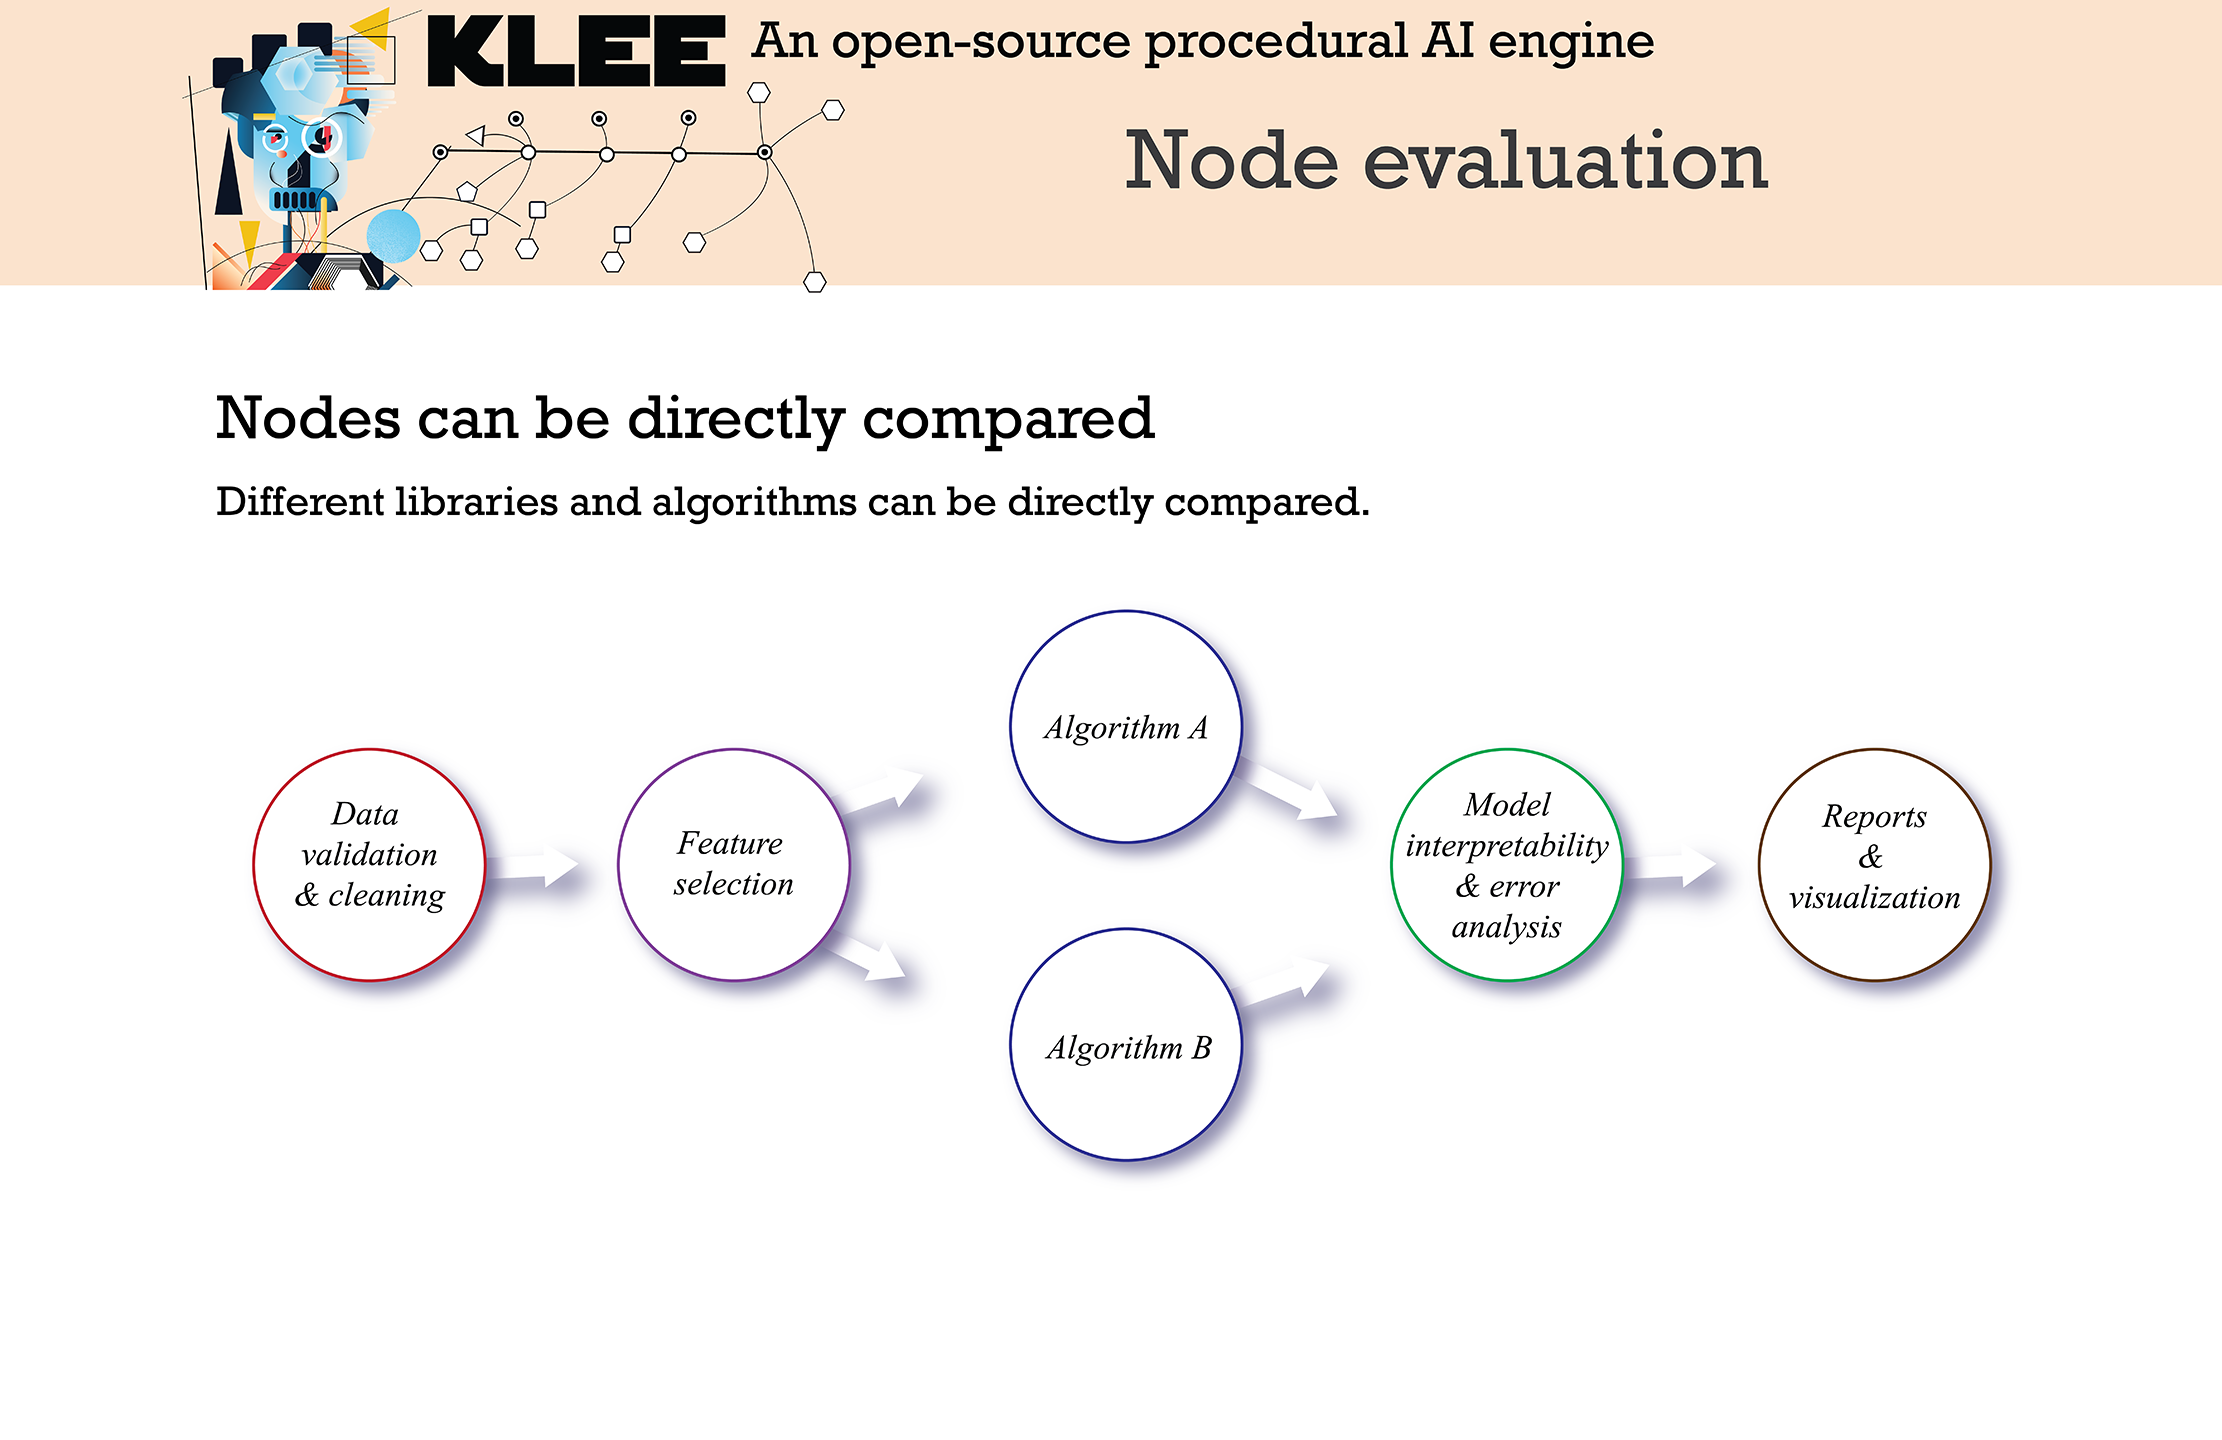 KLEE An open-source procedural AI engine
Node evaluation
Nodes can be directly compared
Different libraries and algorithms can be directly compared.
Data
validation
& cleaning
Feature
selection
Algorithm A
Algorithm B
Model
interpretability
& error
analysis
Reports
&
visualization